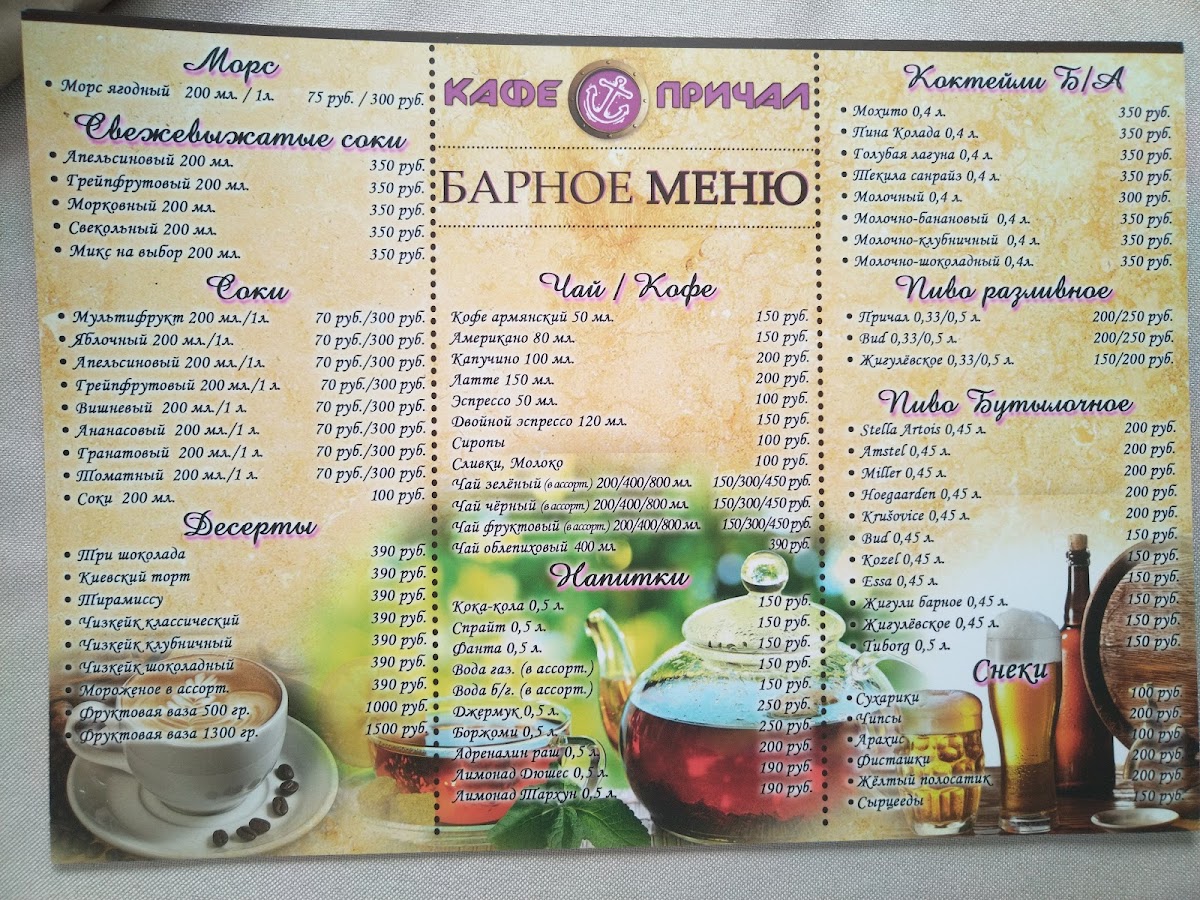 Морс
• Морс ягодный 200 мл. / 1л. 75 руб. / 300 руб.
Свежевыжатые соки
• Апельсиновый 200 мл. 350 руб.
• Грейпфрутовый 200 мл. 350 руб.
• Морковный 200 мл. 350 руб.
• Свекольный 200 мл. 350 руб.
• Микс на выбор 200 мл. 350 руб.
Соки
• Мультифрукт 200 мл./1л. 70 руб./300 руб.
• Яблочный 200 мл./1л. 70 руб./300 руб.
• Апельсиновый 200 мл./1л. 70 руб./300 руб.
• Грейпфрутовый 200 мл./1 л. 70 руб./300 руб.
• Вишневый 200 мл./1 л. 70 руб./300 руб.
• Ананасовый 200 мл./1 л. 70 руб./300 руб.
• Гранатовый 200 мл./1 л. 70 руб./300 руб.
• Томатный 200 мл./1 л. 70 руб./300 руб.
• Соки 200 мл. 100 руб.
Десерты
• Три шоколада 390 руб.
• Киевский торт 390 руб.
• Тирамиссу 390 руб.
• Чизкейк классический 390 руб.
• Чизкейк клубничный 390 руб.
• Чизкейк шоколадный 390 руб.
• Мороженое в ассорт. 390 руб.
• Фруктовая ваза 500 гр. 1000 руб.
• Фруктовая ваза 1300 гр. 1500 руб.
КАФЕ ПРИЧАЛ
БАРНОЕ МЕНЮ
Чай / Кофе
Кофе армянский 50 мл. 150 руб.
Американо 80 мл. 150 руб.
Капучино 100 мл. 200 руб.
Латте 150 мл. 200 руб.
Эспрессо 50 мл. 100 руб.
Двойной эспрессо 120 мл. 150 руб.
Сиропы 100 руб.
Сливки, Молоко 100 руб.
Чай зелёный (в ассорт.) 200/400/800 мл. 150/300/450 руб.
Чай чёрный (в ассорт.) 200/400/800 мл. 150/300/450 руб.
Чай фруктовый (в ассорт.) 200/400/800 мл. 150/300/450 руб.
Чай облепиховый 400 мл. 390 руб.
Напитки
Кока-кола 0,5 л. 150 руб.
Спрайт 0,5 л. 150 руб.
Фанта 0,5 л. 150 руб.
Вода газ. (в ассорт.) 150 руб.
Вода б/г. (в ассорт.) 150 руб.
Джермук 0,5 л. 250 руб.
Боржоми 0,5 л. 250 руб.
Адреналин раш 0,5 л. 200 руб.
Лимонад Дюшес 0,5 л. 190 руб.
Лимонад Тархун 0,5 л. 190 руб.
Коктейли Б/А
• Мохито 0,4 л. 350 руб.
• Пина Колада 0,4 л. 350 руб.
• Голубая лагуна 0,4 л. 350 руб.
• Текила санрайз 0,4 л. 350 руб.
• Молочный 0,4 л. 300 руб.
• Молочно-банановый 0,4 л. 350 руб.
• Молочно-клубничный 0,4 л. 350 руб.
• Молочно-шоколадный 0,4л. 350 руб.
Пиво разливное
• Причал 0,33/0,5 л. 200/250 руб.
• Bud 0,33/0,5 л. 200/250 руб.
• Жигулёвское 0,33/0,5 л. 150/200 руб.
Пиво Бутылочное
• Stella Artois 0,45 л. 200 руб.
• Amstel 0,45 л. 200 руб.
• Miller 0,45 л. 200 руб.
• Hoegaarden 0,45 л. 200 руб.
• Krušovice 0,45 л. 200 руб.
• Bud 0,45 л. 150 руб.
• Kozel 0,45 л. 150 руб.
• Essa 0,45 л. 150 руб.
• Жигули барное 0,45 л. 150 руб.
• Жигулёвское 0,45 л. 150 руб.
• Tuborg 0,5 л. 150 руб.
Снеки
• Сухарики 100 руб.
• Чипсы 200 руб.
• Арахис 100 руб.
• Фисташки 200 руб.
• Жёлтый полосатик 200 руб.
• Сырцееды 150 руб.